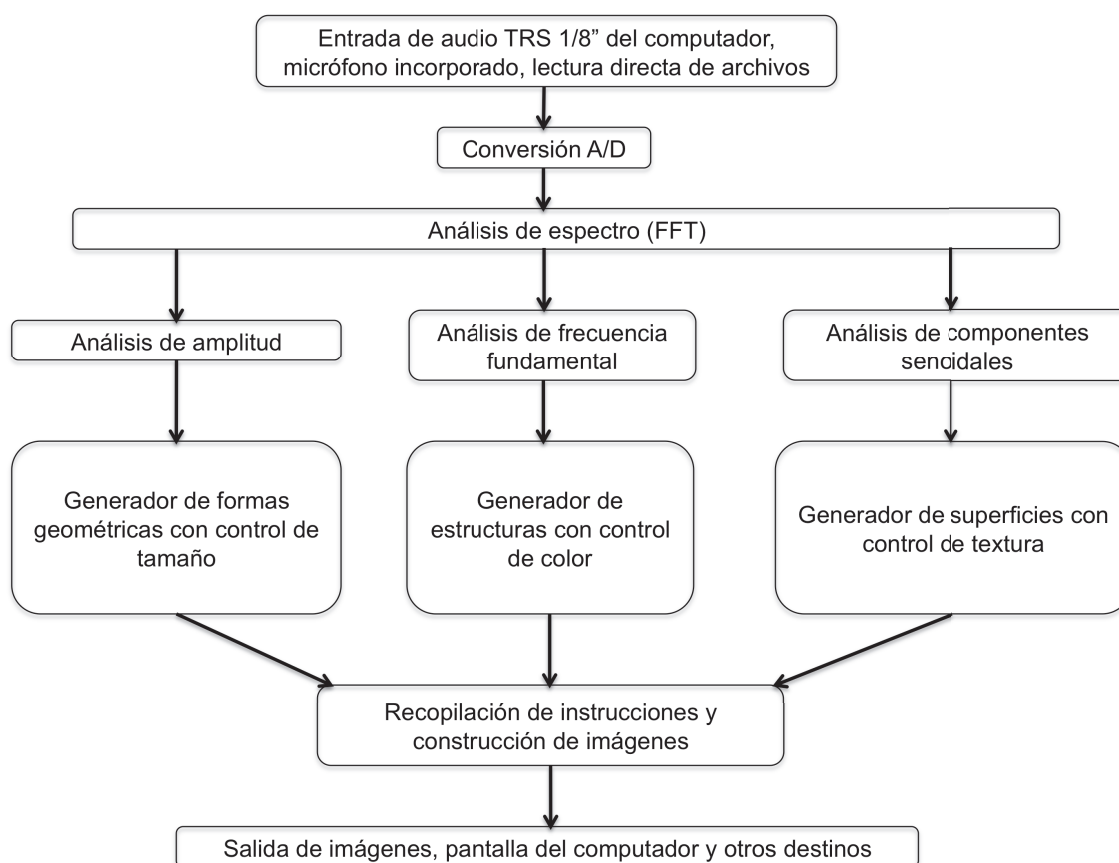 Entrada de audio TRS 1/8” del computador,
micrófono incorporado, lectura directa de archivos
Conversión A/D
Análisis de espectro (FFT)
Análisis de amplitud
Análisis de frecuencia
fundamental
Análisis de componentes
senoidales
Generador de formas
geométricas con control de
tamaño
Generador de
estructuras con control
de color
Generador de superficies con
control de textura
Recopilación de instrucciones y
construcción de imágenes
Salida de imágenes, pantalla del computador y otros destinos